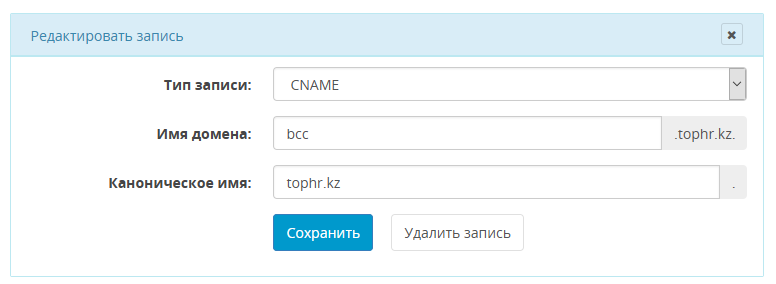 Редактировать запись
Тип записи: CNAME
Имя домена: bcc .tophr.kz.
Каноническое имя: tophr.kz .
Сохранить Удалить запись